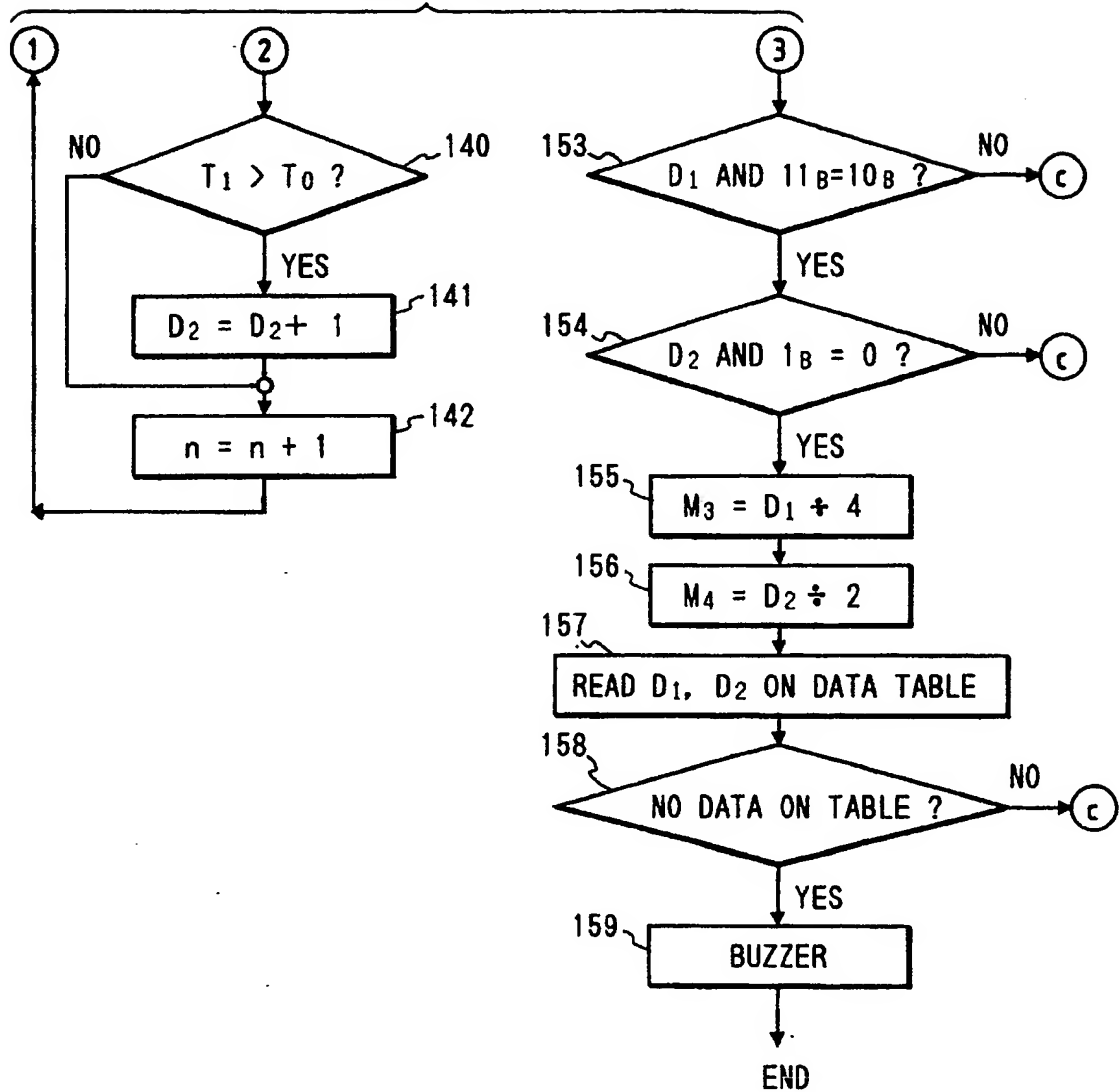 1
2
3
NO
140
T1 > T0 ?
YES
141
D2 = D2+ 1
142
n = n + 1
153
D1 AND 11B=10B ?
NO
c
YES
154
D2 AND 1B = 0 ?
NO
c
YES
155
M3 = D1 ÷ 4
156
M4 = D2 ÷ 2
157
READ D1, D2 ON DATA TABLE
158
NO DATA ON TABLE ?
NO
c
YES
159
BUZZER
END